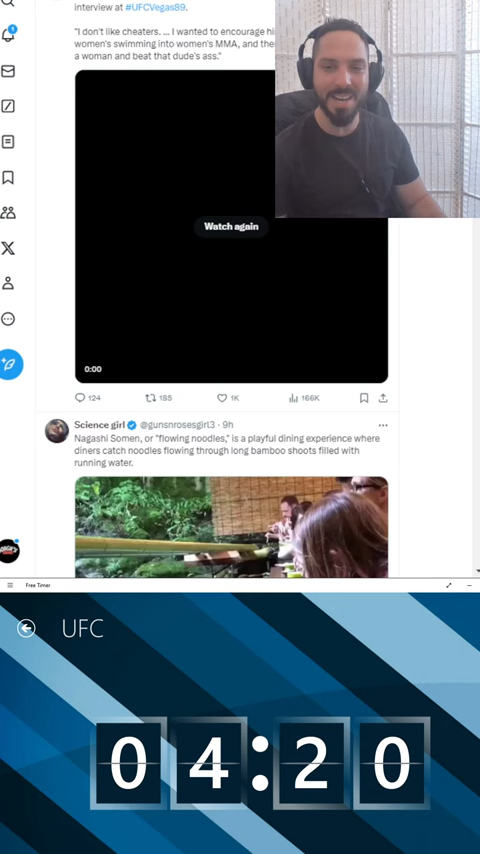 interview at #UFCVegas89.
"I don't like cheaters. ... I wanted to encourage hi
women's swimming into women's MMA, and the
a woman and beat that dude's ass."
Watch again
0:00
124 185 1K 166K
Science girl @gunsnrosesgirl3 · 9h
Nagashi Somen, or "flowing noodles," is a playful dining experience where
diners catch noodles flowing through long bamboo shoots filled with
running water.
Free Timer
UFC
04:20